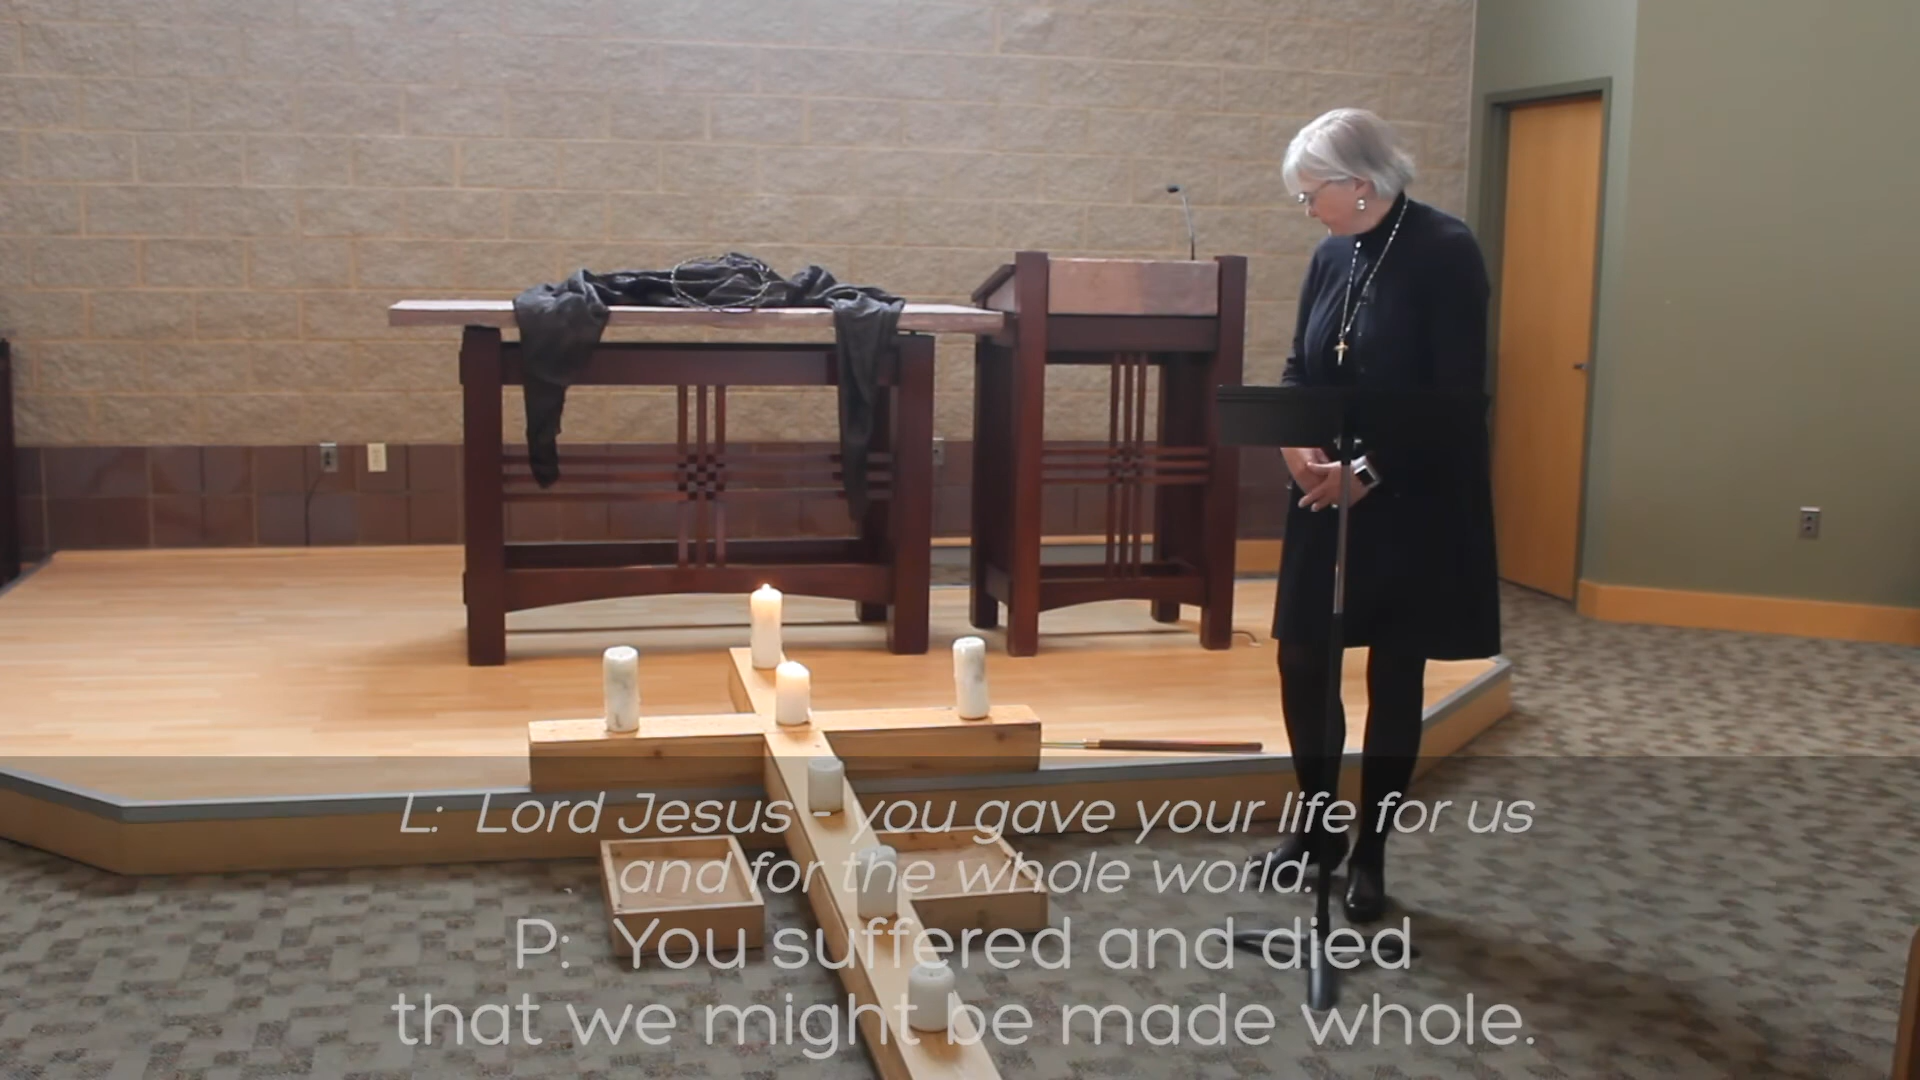 L: Lord Jesus - you gave your life for us
and for the whole world.
P: You suffered and died
that we might be made whole.